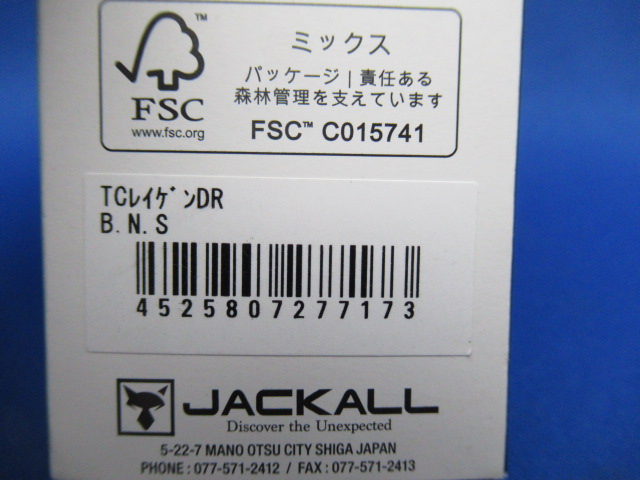 ミックス
パッケージ | 責任ある
森林管理を支えています
FSC™ C015741
™
FSC
www.fsc.org
TCﾚｲｹﾞﾝDR
B.N.S
4525807277173
JACKALL
Discover the Unexpected
5-22-7 MANO OTSU CITY SHIGA JAPAN
PHONE : 077-571-2412 / FAX : 077-571-2413